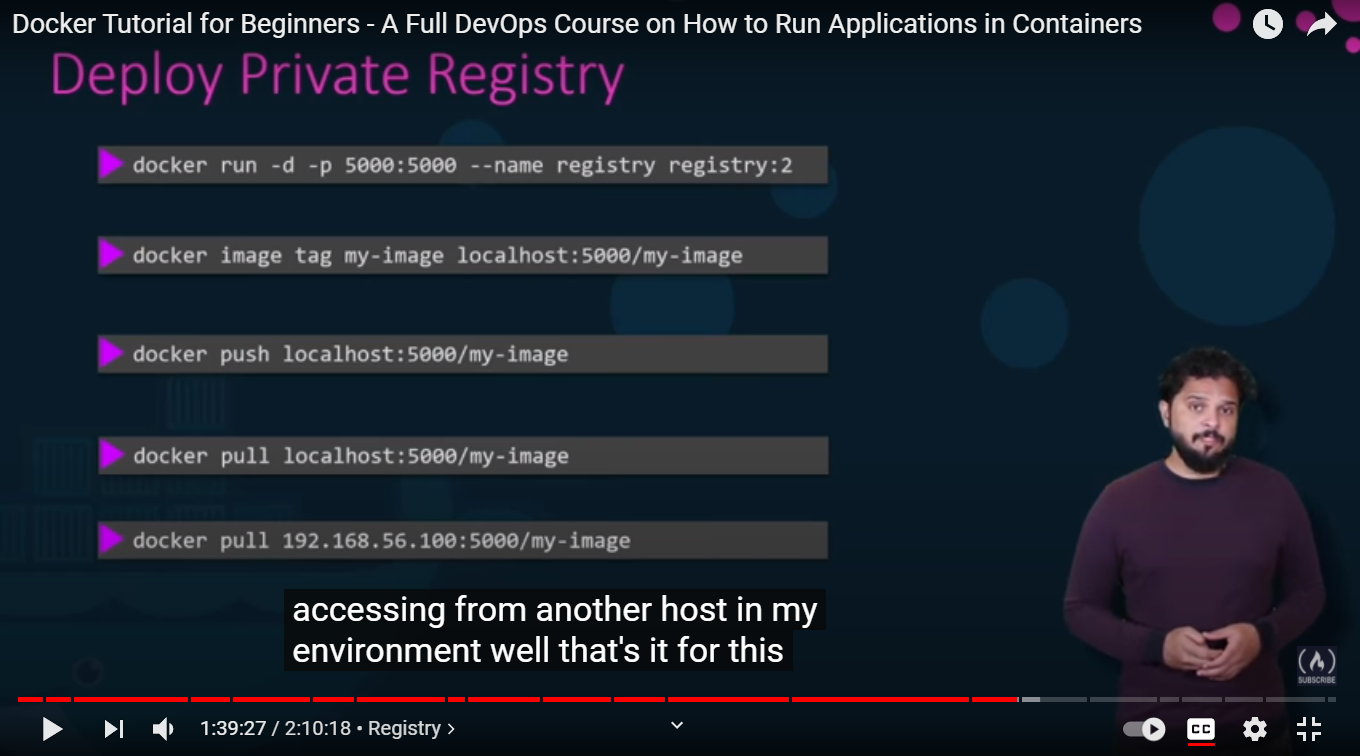 Docker Tutorial for Beginners - A Full DevOps Course on How to Run Applications in Containers
Deploy Private Registry
docker run -d -p 5000:5000 --name registry registry:2
docker image tag my-image localhost:5000/my-image
docker push localhost:5000/my-image
docker pull localhost:5000/my-image
docker pull 192.168.56.100:5000/my-image
accessing from another host in my
environment well that's it for this
SUBSCRIBE
1:39:27 / 2:10:18 • Registry >
CC